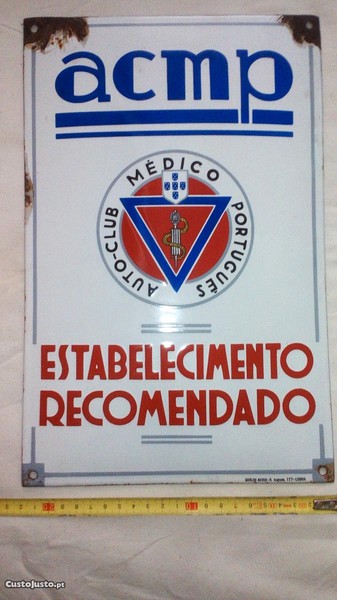 acmp
AUTO-CLUB MÉDICO PORTUGUÊS
ESTABELECIMENTO
RECOMENDADO
CustoJusto.pt